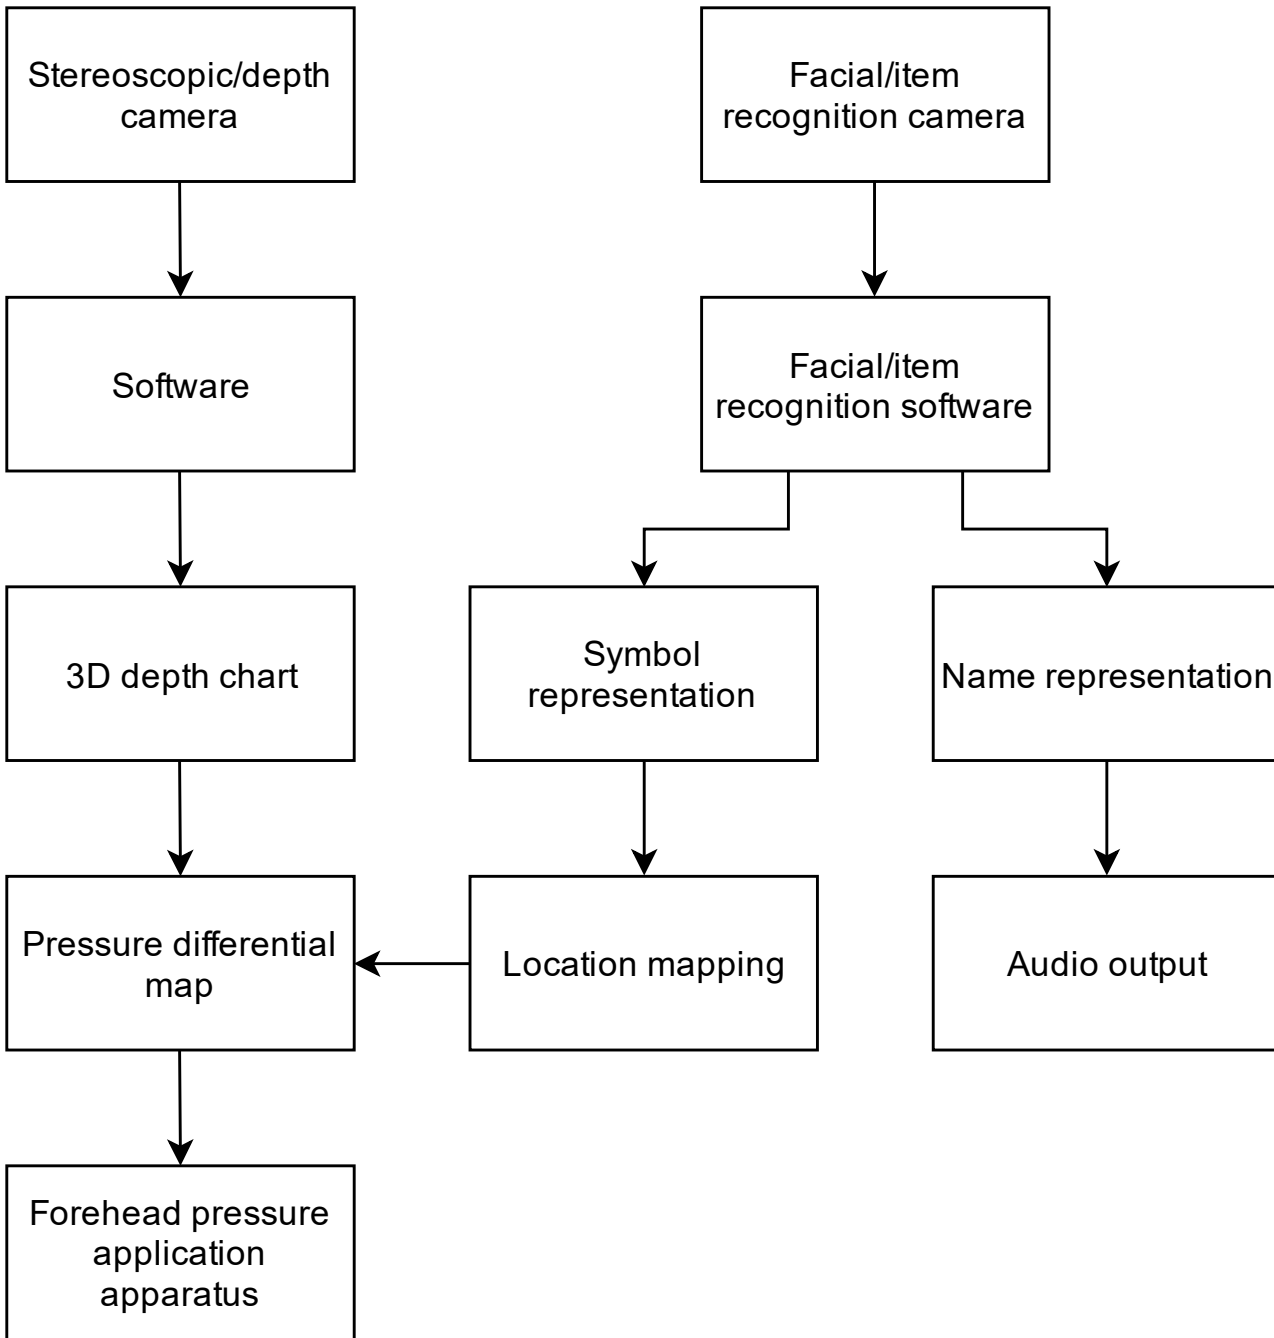 Stereoscopic/depth
camera
Facial/item
recognition camera
Software
Facial/item
recognition software
3D depth chart
Symbol
representation
Name representation
Pressure differential
map
Location mapping
Audio output
Forehead pressure
application
apparatus